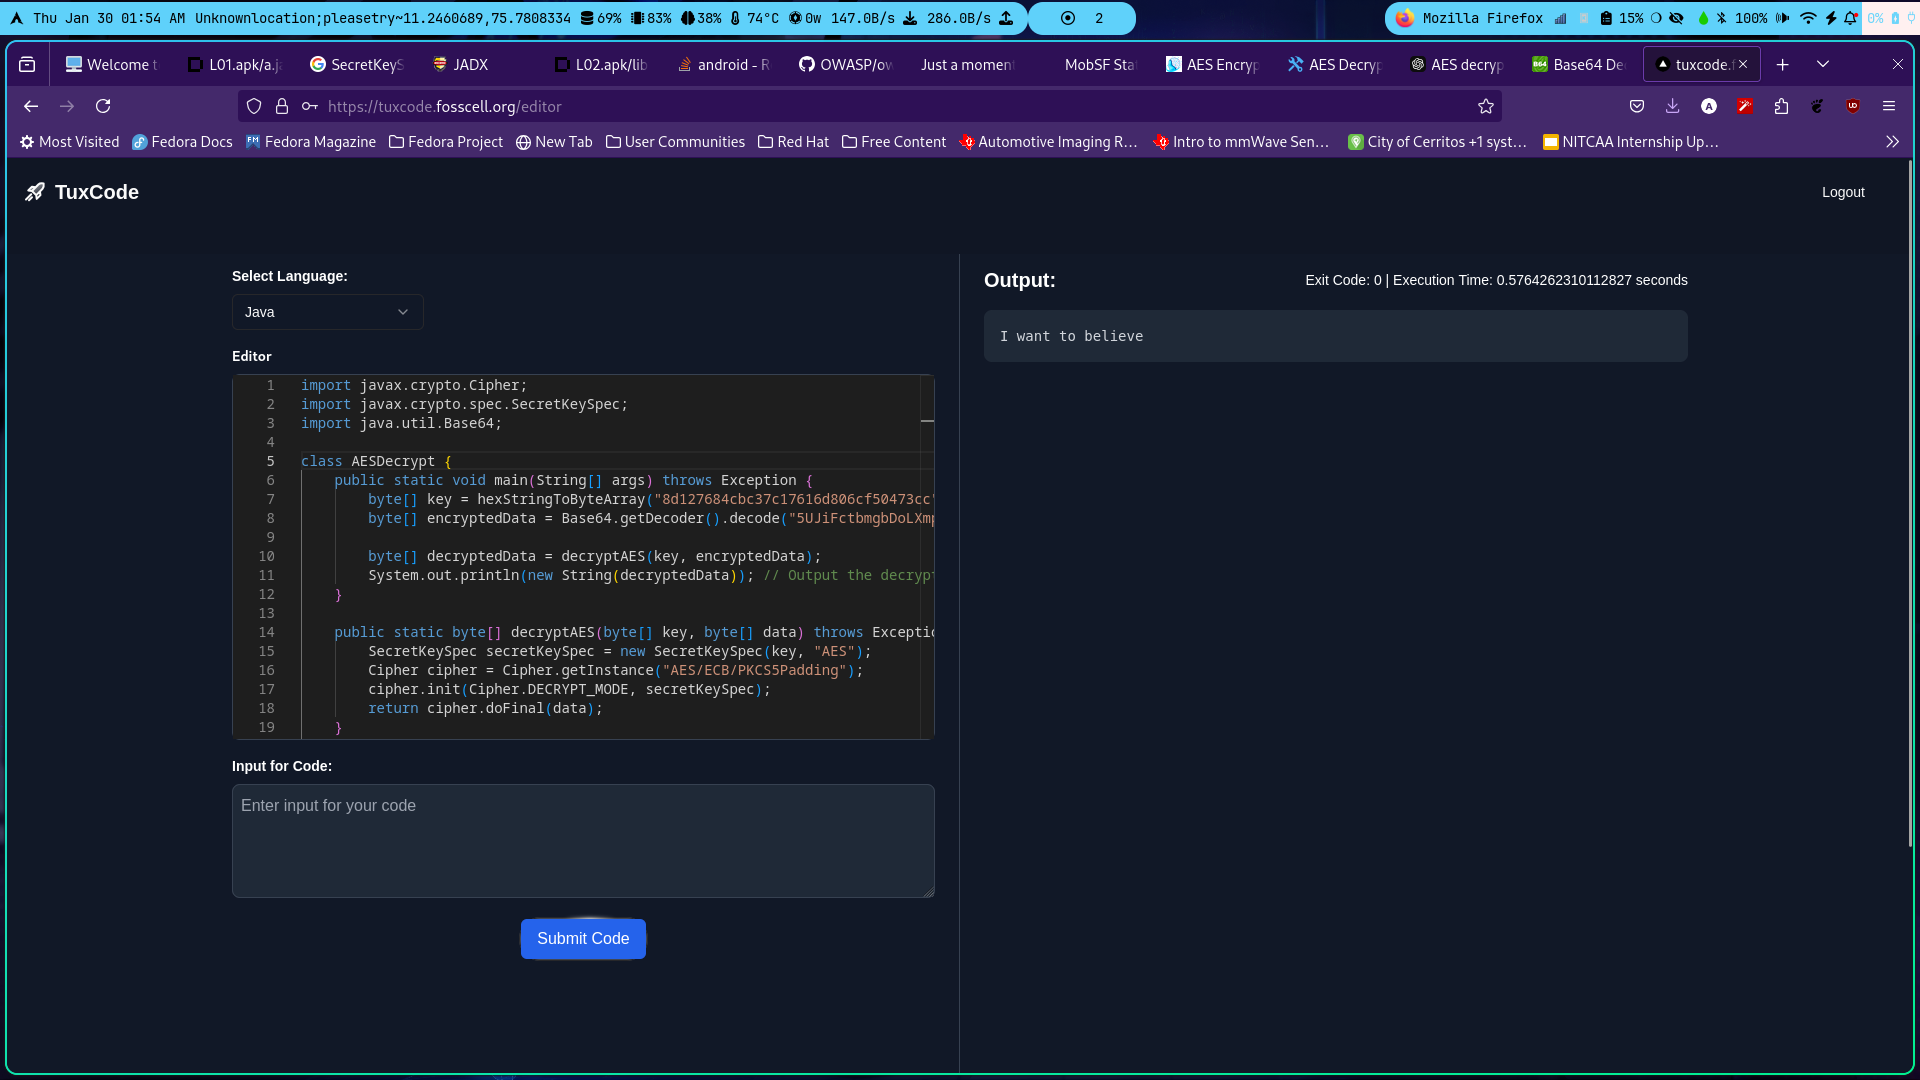 Thu Jan 30 01:54 AM Unknownlocation;pleasetry~11.2460689,75.7808334 69% 83% 38% 74°C 0w 147.0B/s 286.0B/s 2 Mozilla Firefox 15% 100% 0%
Welcome t L01.apk/a.ja SecretKeyS JADX L02.apk/lib android - R OWASP/ow Just a moment MobSF Sta AES Encryp AES Decryp AES decryp Base64 De tuxcode.f
https://tuxcode.fosscell.org/editor
Most Visited Fedora Docs Fedora Magazine Fedora Project New Tab User Communities Red Hat Free Content Automotive Imaging R… Intro to mmWave Sen… City of Cerritos +1 syst… NITCAA Internship Up…
TuxCode Logout
Select Language:
Java
Editor
1 import javax.crypto.Cipher;
2 import javax.crypto.spec.SecretKeySpec;
3 import java.util.Base64;
4
5 class AESDecrypt {
6 public static void main(String[] args) throws Exception {
7 byte[] key = hexStringToByteArray("8d127684cbc37c17616d806cf50473cc"
8 byte[] encryptedData = Base64.getDecoder().decode("5UJiFctbmgbDoLXmp
9
10 byte[] decryptedData = decryptAES(key, encryptedData);
11 System.out.println(new String(decryptedData)); // Output the decrypt
12 }
13
14 public static byte[] decryptAES(byte[] key, byte[] data) throws Exceptio
15 SecretKeySpec secretKeySpec = new SecretKeySpec(key, "AES");
16 Cipher cipher = Cipher.getInstance("AES/ECB/PKCS5Padding");
17 cipher.init(Cipher.DECRYPT_MODE, secretKeySpec);
18 return cipher.doFinal(data);
19 }
Input for Code:
Enter input for your code
Submit Code
Output: Exit Code: 0 | Execution Time: 0.5764262310112827 seconds
I want to believe